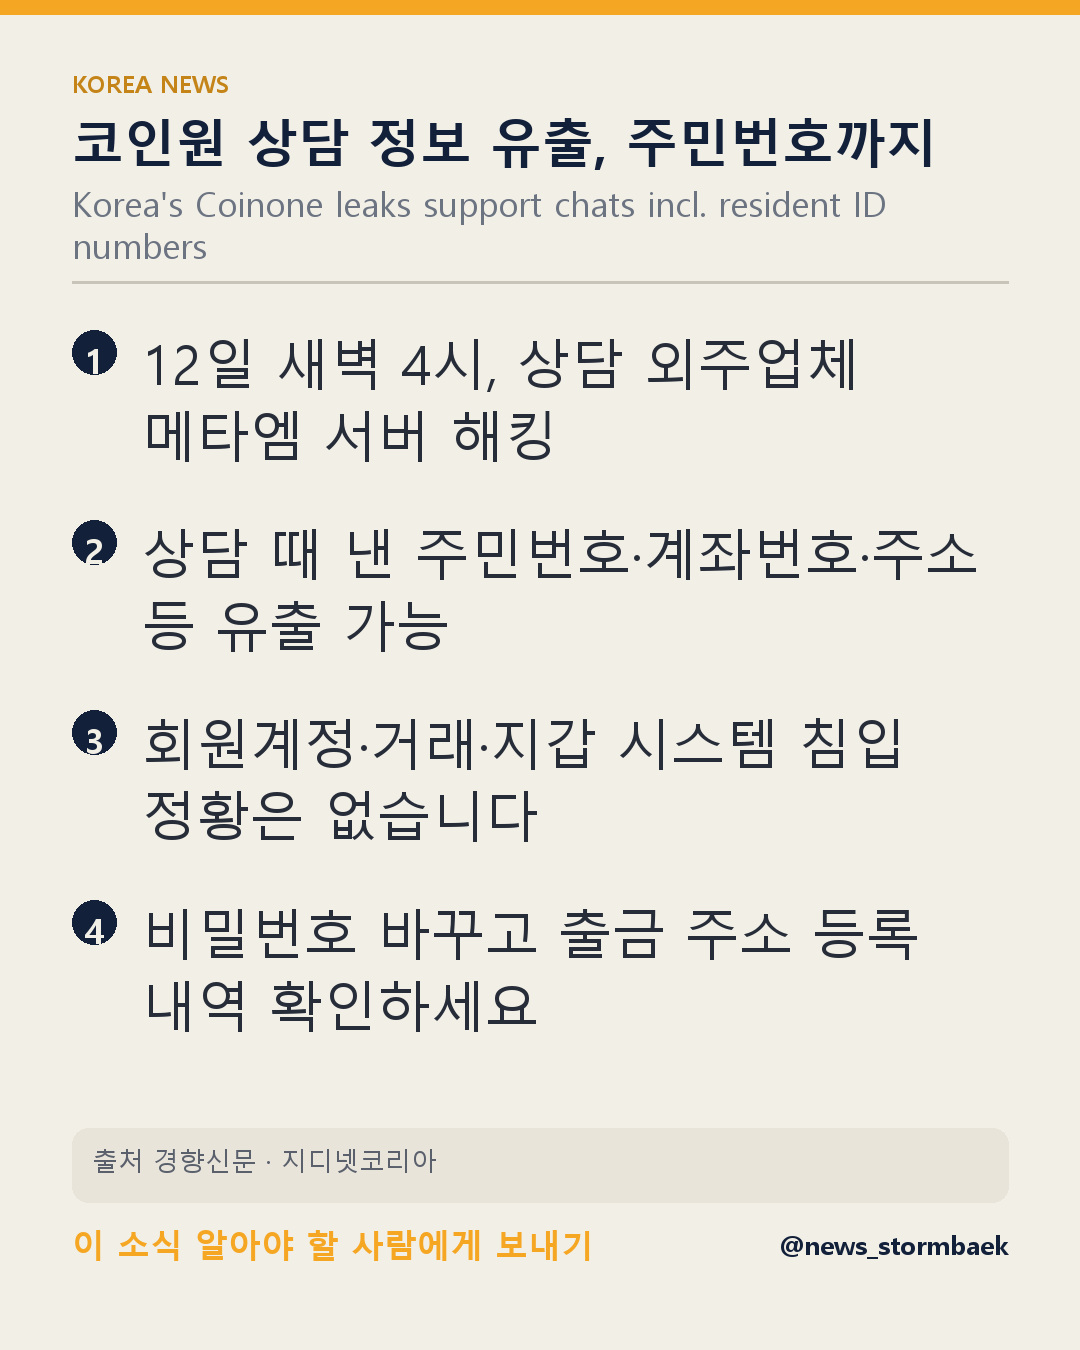 KOREA NEWS
코인원 상담 정보 유출, 주민번호까지
Korea's Coinone leaks support chats incl. resident ID
numbers
1 12일 새벽 4시, 상담 외주업체
메타엠 서버 해킹
2 상담 때 낸 주민번호·계좌번호·주소
등 유출 가능
3 회원계정·거래·지갑 시스템 침입
정황은 없습니다
4 비밀번호 바꾸고 출금 주소 등록
내역 확인하세요
출처 경향신문 · 지디넷코리아
이 소식 알아야 할 사람에게 보내기
@news_stormbaek